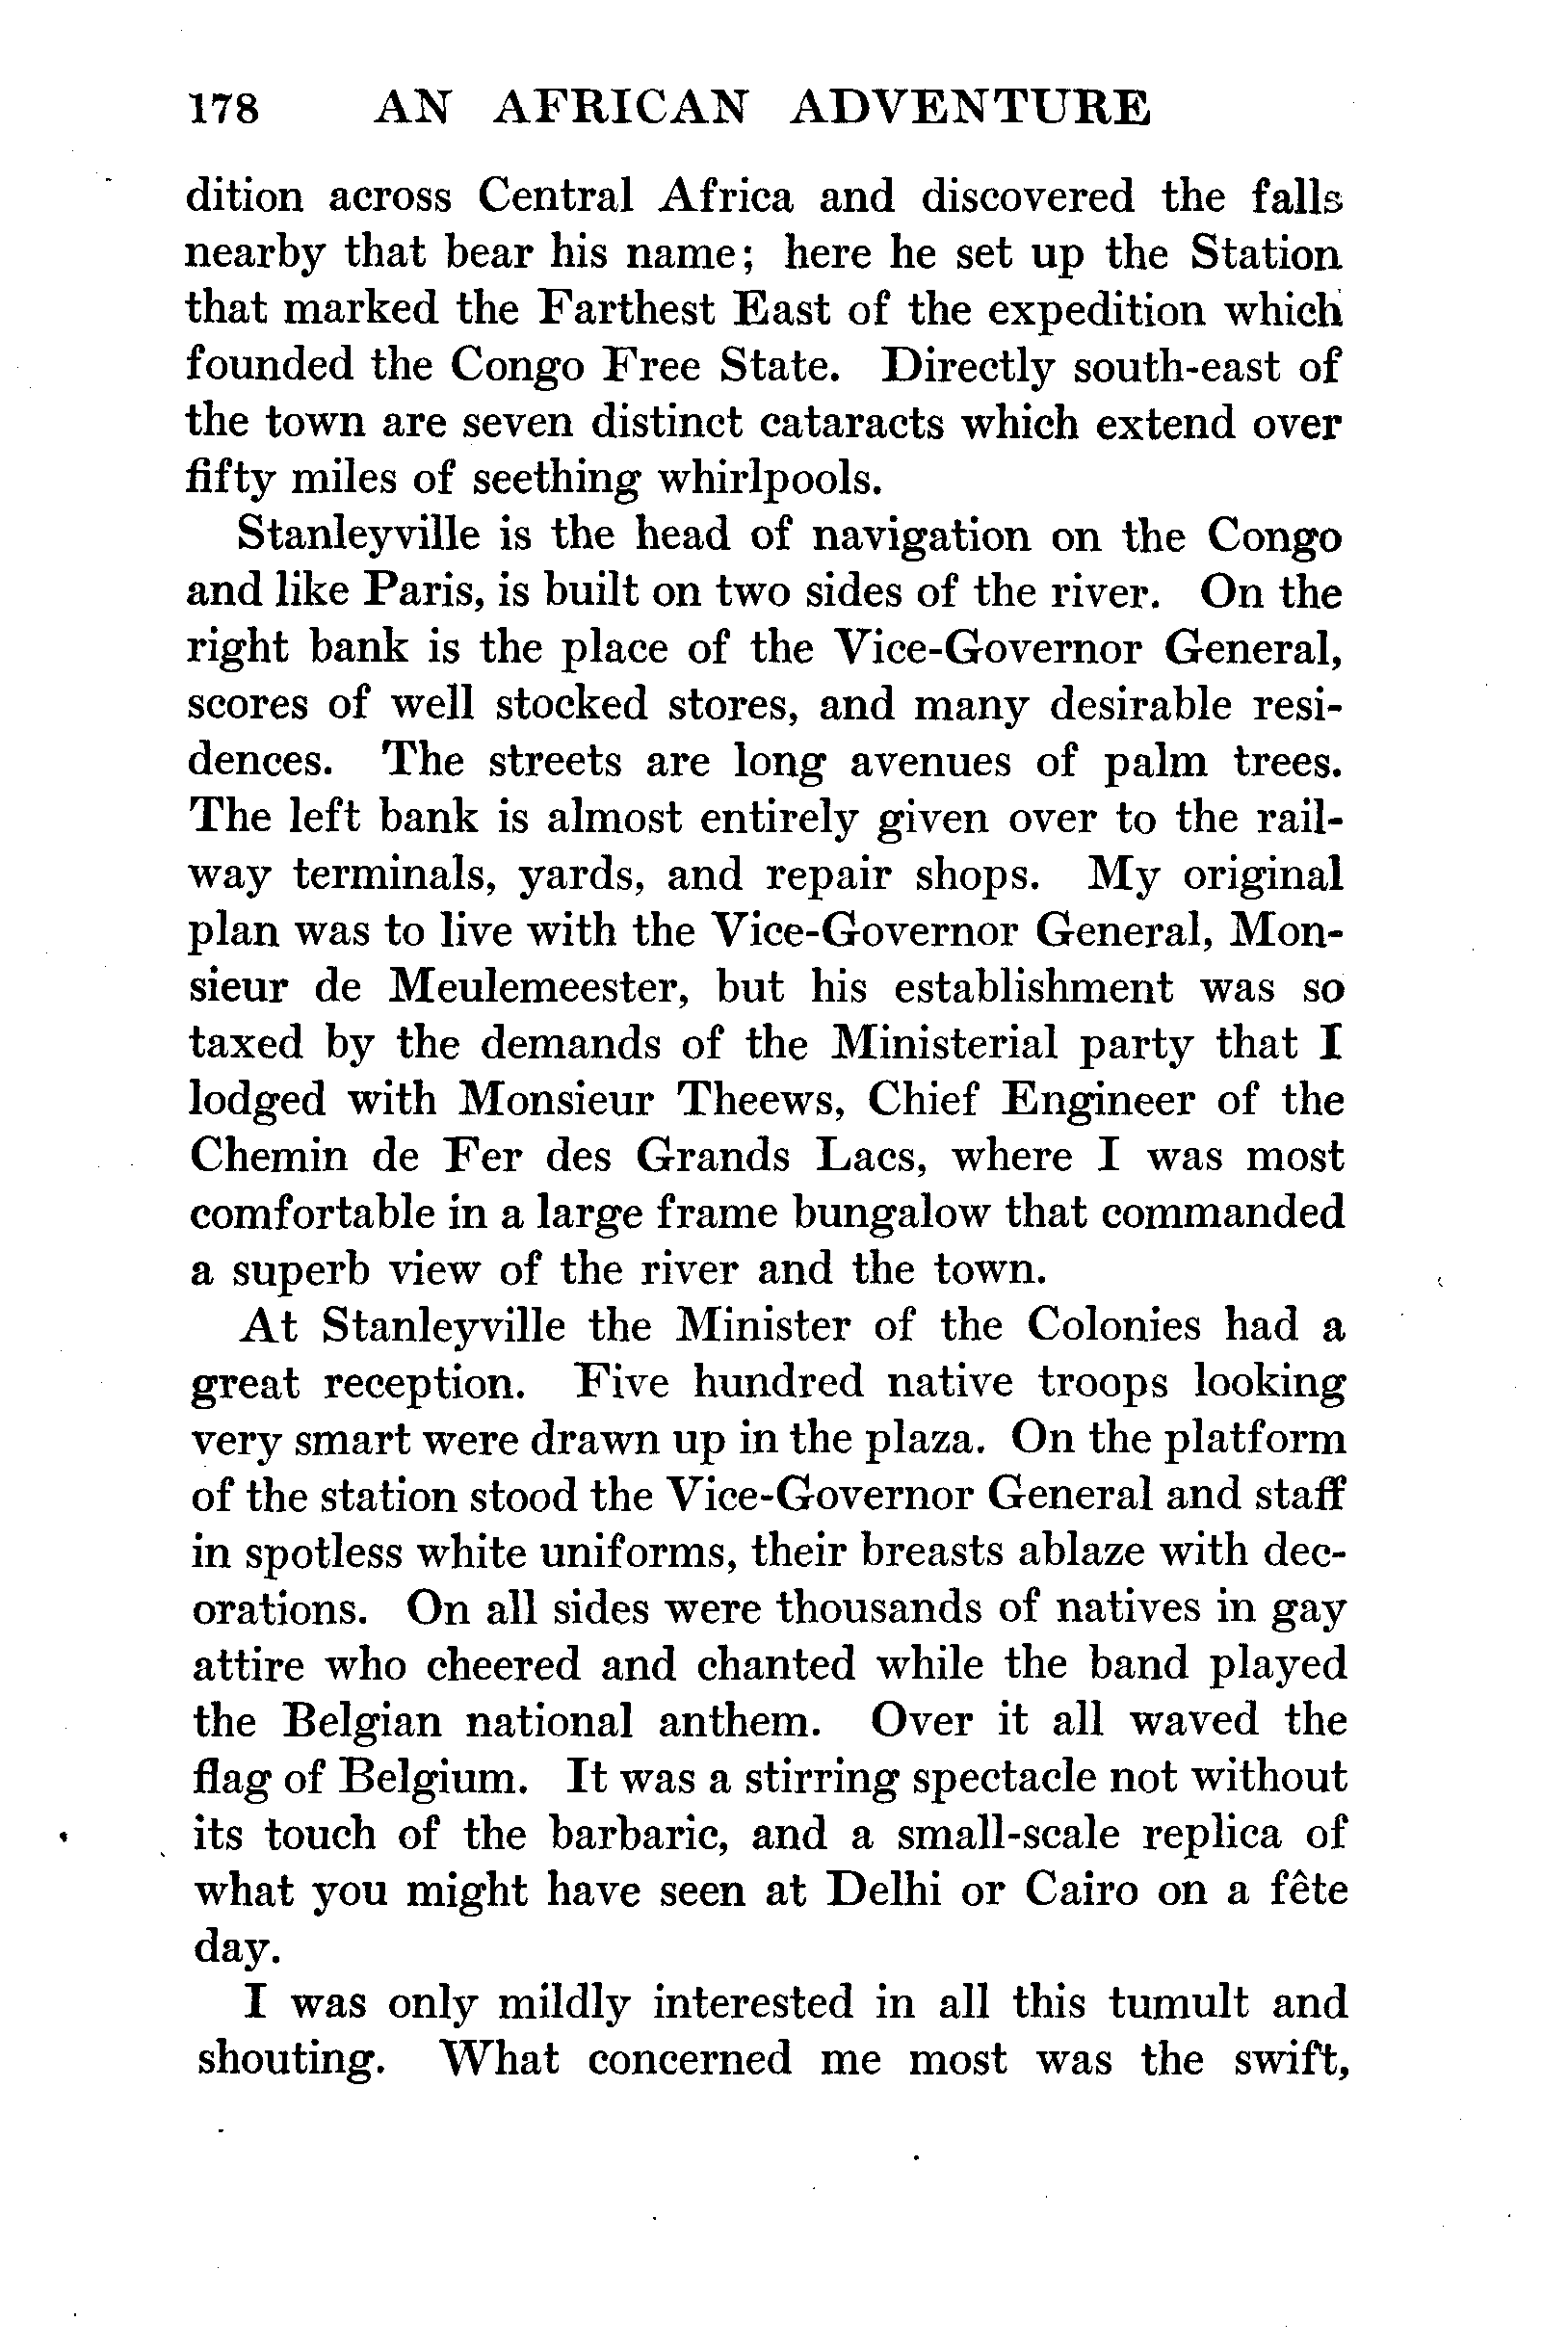 178 AN AFRICAN ADVENTURE
dition across Central Africa and discovered the falls
nearby that bear his name; here he set up the Station
that marked the Farthest East of the expedition which
founded the Congo Free State. Directly south-east of
the town are seven distinct cataracts which extend over
fifty miles of seething whirlpools.
Stanleyville is the head of navigation on the Congo
and like Paris, is built on two sides of the river. On the
right bank is the place of the Vice-Governor General,
scores of well stocked stores, and many desirable resi-
dences. The streets are long avenues of palm trees.
The left bank is almost entirely given over to the rail-
way terminals, yards, and repair shops. My original
plan was to live with the Vice-Governor General, Mon-
sieur de Meulemeester, but his establishment was so
taxed by the demands of the Ministerial party that I
lodged with Monsieur Theews, Chief Engineer of the
Chemin de Fer des Grands Lacs, where I was most
comfortable in a large frame bungalow that commanded
a superb view of the river and the town.
At Stanleyville the Minister of the Colonies had a
great reception. Five hundred native troops looking
very smart were drawn up in the plaza. On the platform
of the station stood the Vice-Governor General and staff
in spotless white uniforms, their breasts ablaze with dec-
orations. On all sides were thousands of natives in gay
attire who cheered and chanted while the band played
the Belgian national anthem. Over it all waved the
flag of Belgium. It was a stirring spectacle not without
its touch of the barbaric, and a small-scale replica of
what you might have seen at Delhi or Cairo on a fête
day.
I was only mildly interested in all this tumult and
shouting. What concerned me most was the swift,